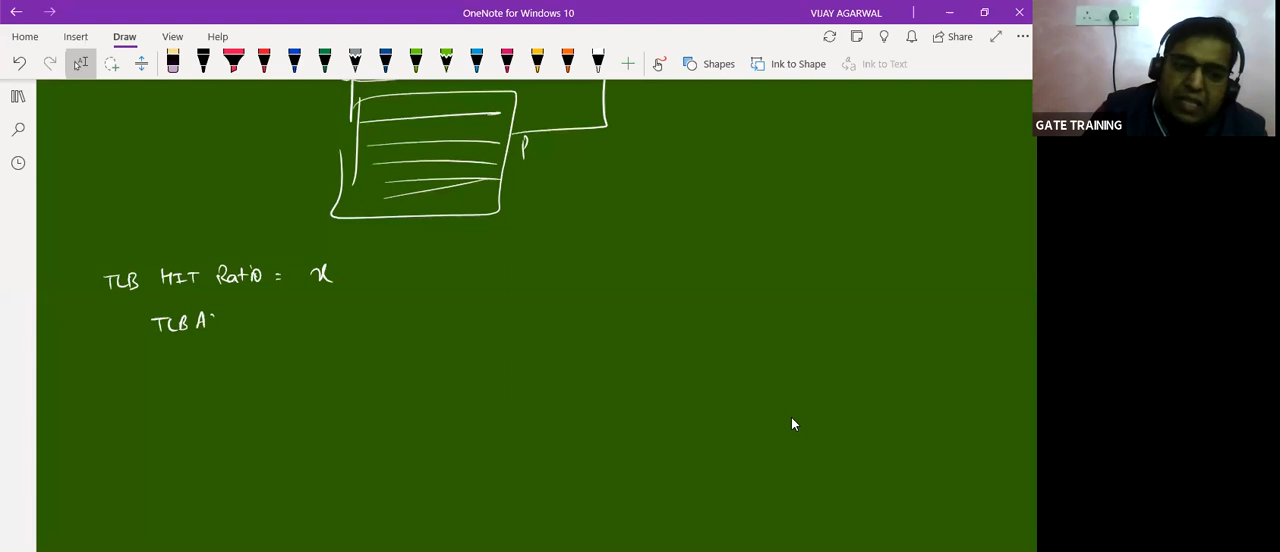 OneNote for Windows 10
VIJAY AGARWAL
Home Insert Draw View Help
Share
Shapes
Ink to Shape
Ink to Text
GATE TRAINING
P
TLB HIT Ratio = x
TLB A